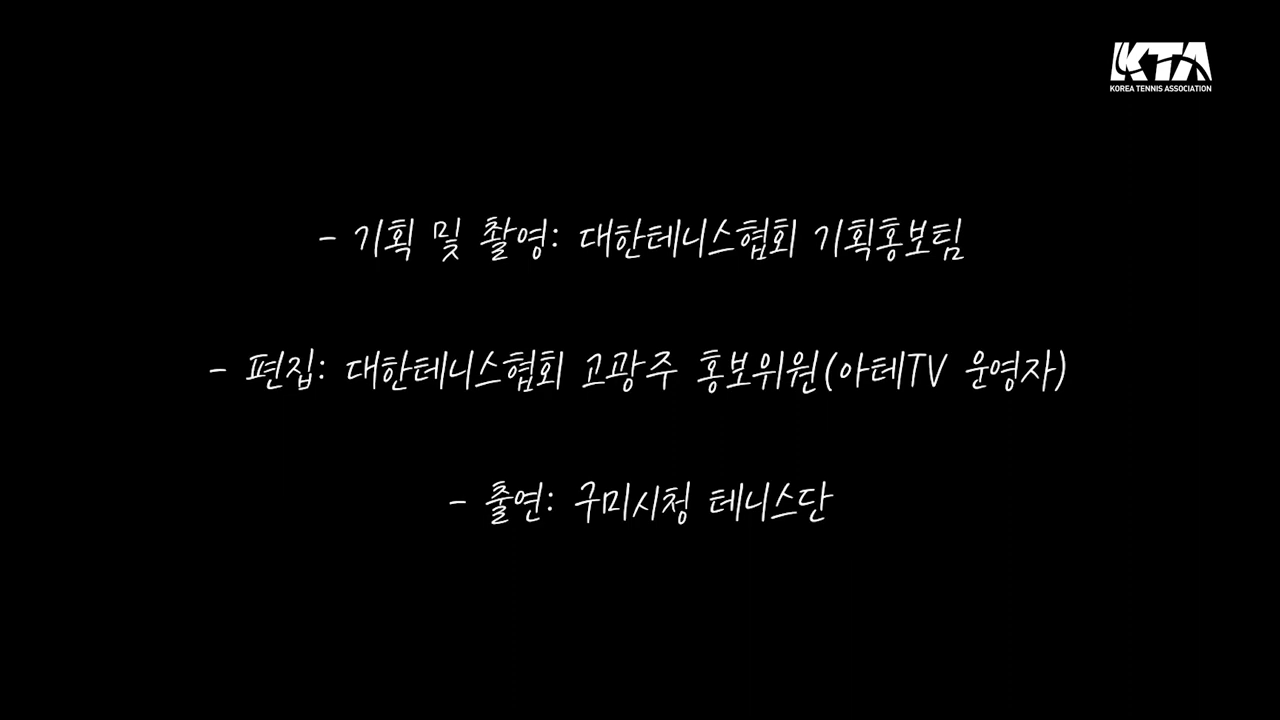 KTA
KOREA TENNIS ASSOCIATION
- 기획 및 촬영: 대한테니스협회 기획홍보팀
- 편집: 대한테니스협회 고광주 홍보위원(아테TV 운영자)
- 출연: 구미시청 테니스단